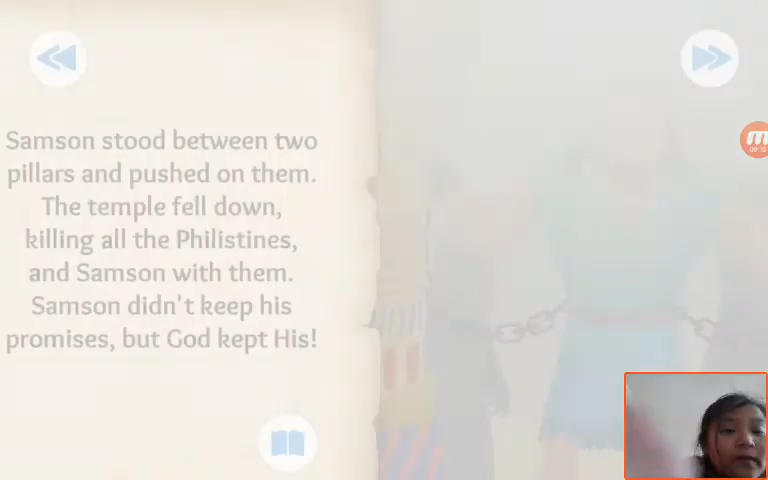 Samson stood between two
pillars and pushed on them.
The temple fell down,
killing all the Philistines,
and Samson with them.
Samson didn't keep his
promises, but God kept His!